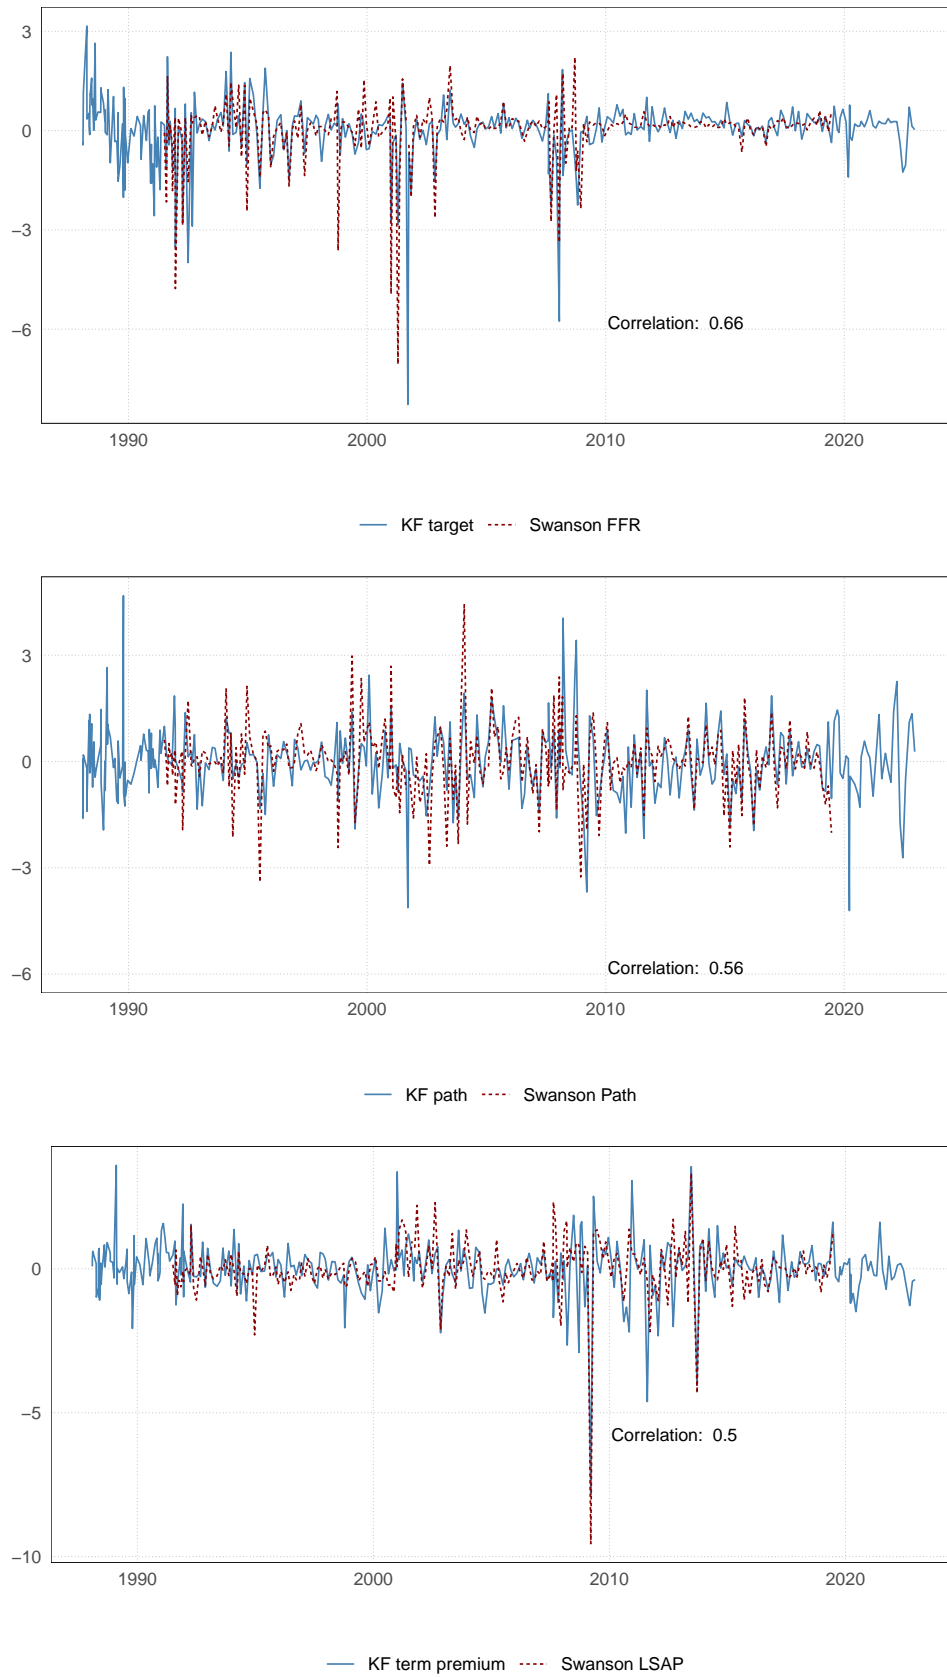 3
0
−3
−6
Correlation: 0.66
1990 2000 2010 2020
KF target Swanson FFR
3
0
−3
−6
Correlation: 0.56
1990 2000 2010 2020
KF path Swanson Path
0
−5
Correlation: 0.5
−10
1990 2000 2010 2020
KF term premium Swanson LSAP